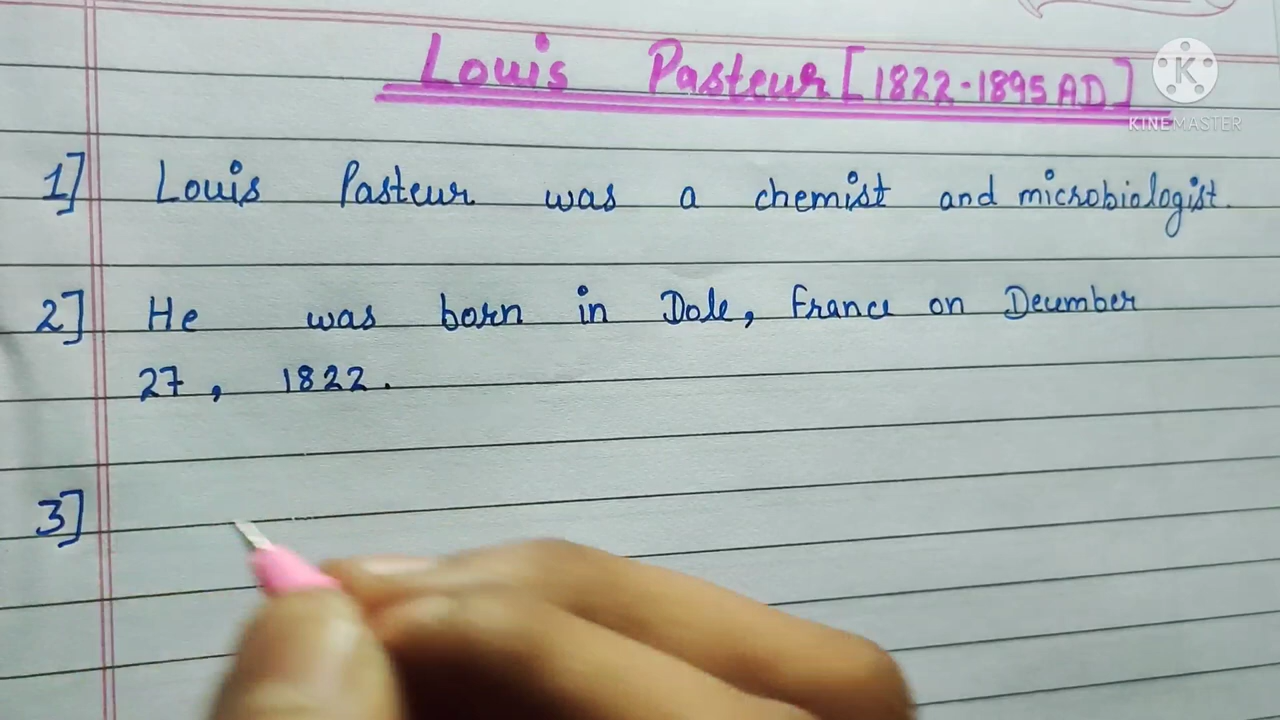 Louis Pasteur [1822-1895 AD]
KINEMASTER
1] Louis Pasteur was a chemist and microbiologist.
2] He was born in Dole, France on December
27, 1822.
3]